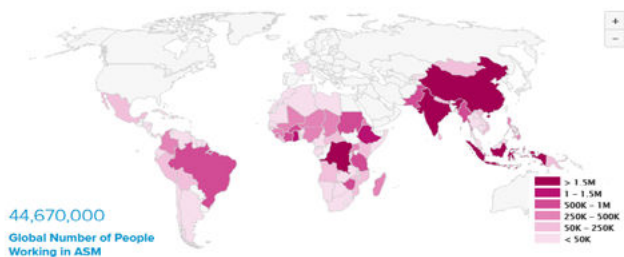 +
−
> 1.5M
1 – 1.5M
500K – 1M
250K – 500K
50K – 250K
< 50K
44,670,000
Global Number of People
Working in ASM